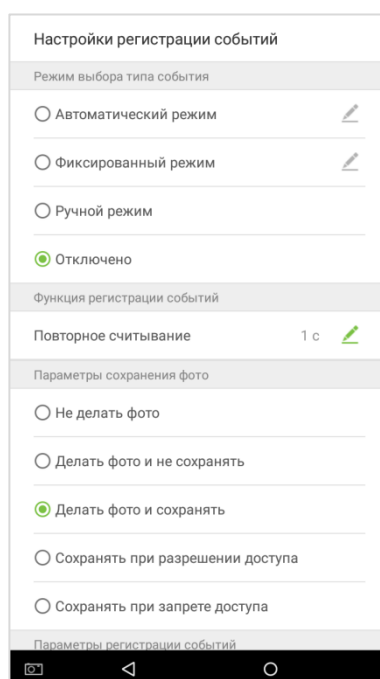 Настройки регистрации событий
Режим выбора типа события
Автоматический режим
Фиксированный режим
Ручной режим
Отключено
Функция регистрации событий
Повторное считывание 1 с
Параметры сохранения фото
Не делать фото
Делать фото и не сохранять
Делать фото и сохранять
Сохранять при разрешении доступа
Сохранять при запрете доступа
Параметры регистрации событий